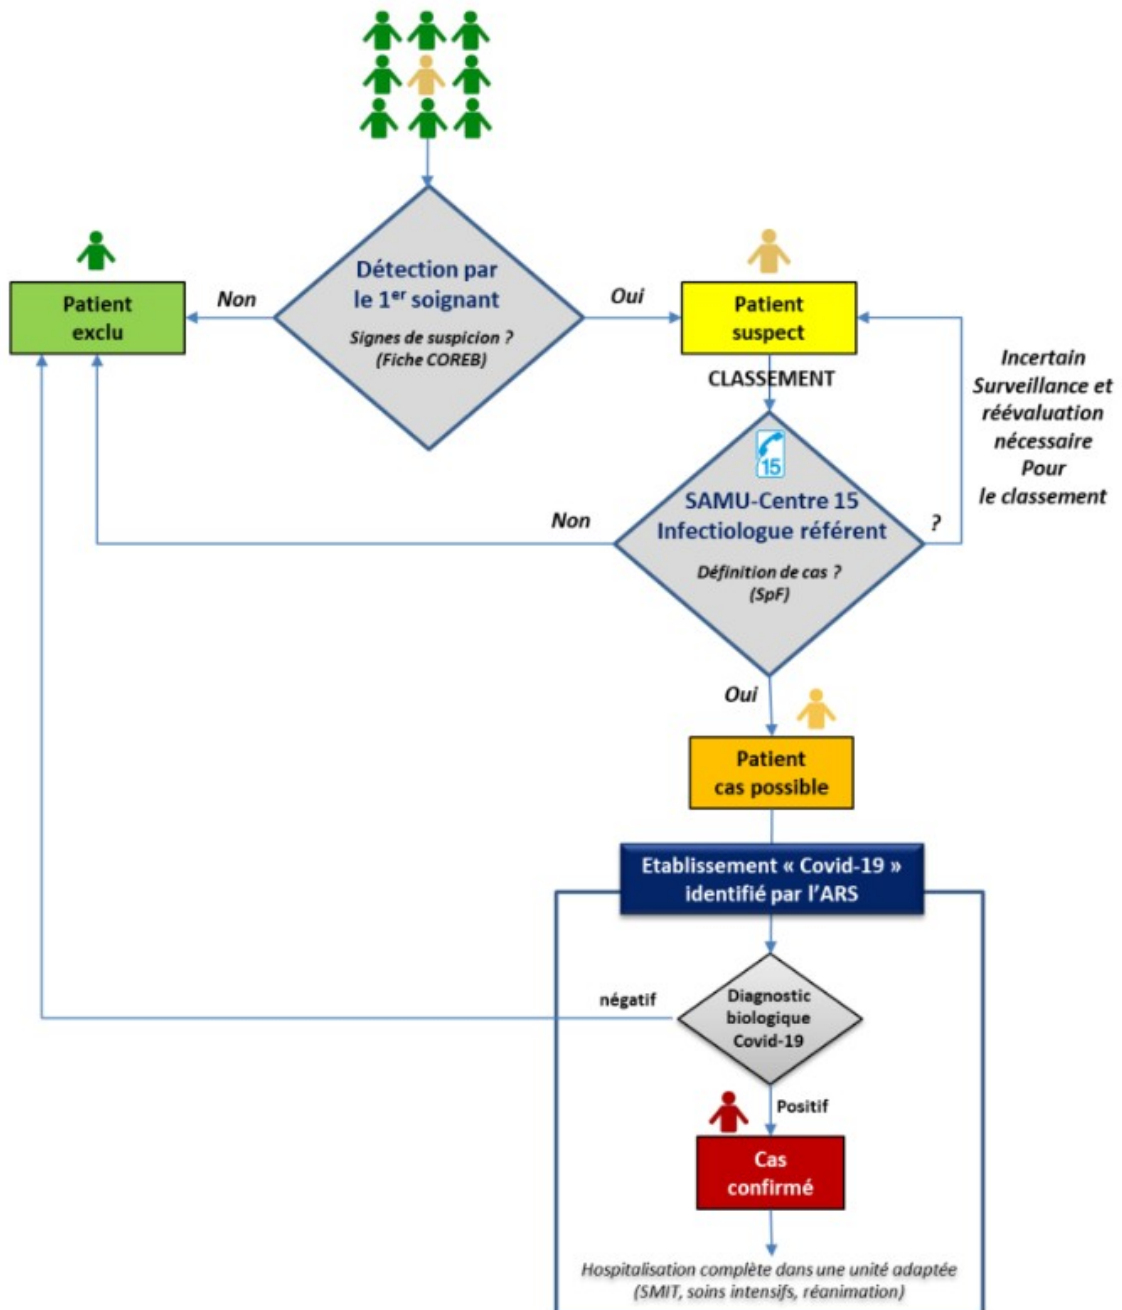 Détection par
le 1er soignant
Signes de suspicion ?
(Fiche COREB)
Non
Patient
exclu
Oui
Patient
suspect
CLASSEMENT
Incertain
Surveillance et
réévaluation
nécessaire
Pour
le classement
15
SAMU-Centre 15
Infectiologue référent
Définition de cas ?
(SpF)
Non
?
Oui
Patient
cas possible
Etablissement « Covid-19 »
identifié par l'ARS
Diagnostic
biologique
Covid-19
négatif
Positif
Cas
confirmé
Hospitalisation complète dans une unité adaptée
(SMIT, soins intensifs, réanimation)